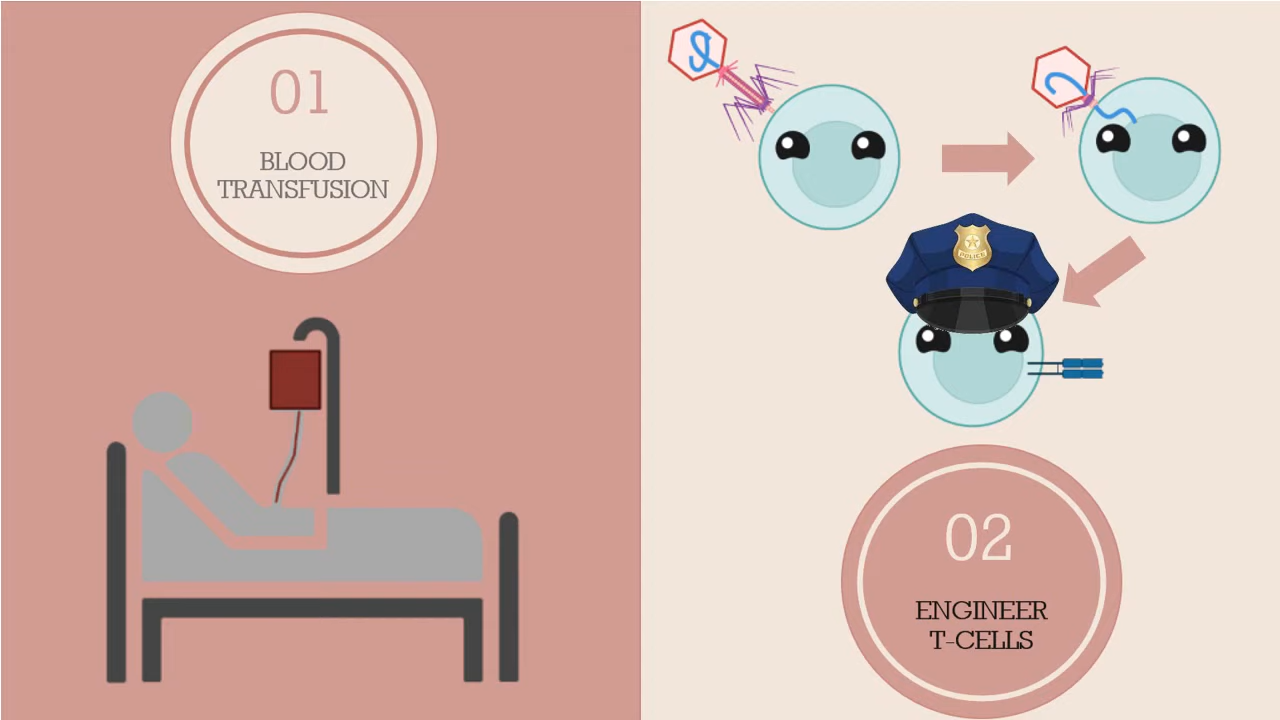 01
BLOOD
TRANSFUSION
POLICE
02
ENGINEER
T-CELLS